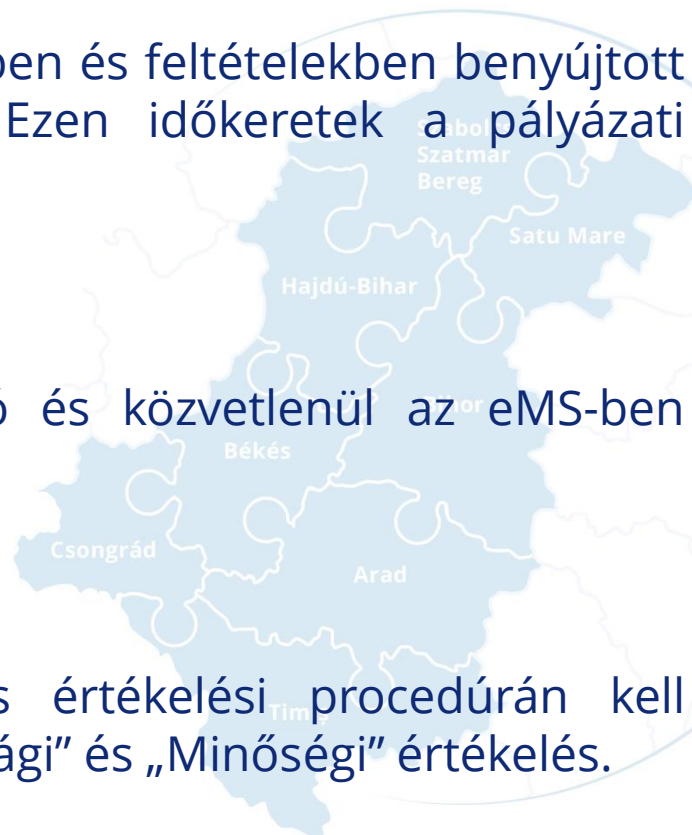 ben és feltételekben benyújtott
Ezen időkeretek a pályázati
Szatmár
Bereg
Satu Mare
Hajdú-Bihar
és közvetlenül az eMS-ben
Békés
Csongrád
Arad
értékelési procedúrán kell
ági” és „Minőségi” értékelés.